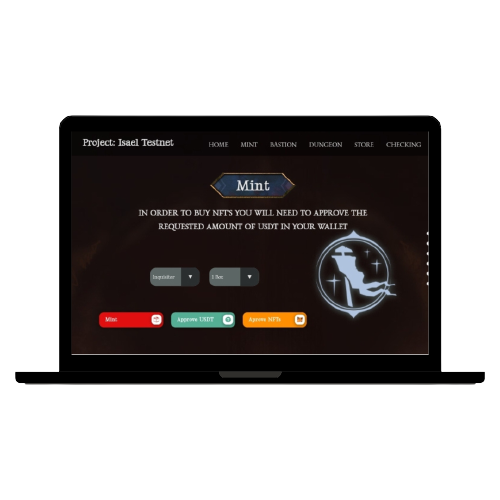 Project: Isael Testnet
HOME MINT BASTION DUNGEON STORE CHECKING
Mint
IN ORDER TO BUY NFTS YOU WILL NEED TO APPROVE THE
REQUESTED AMOUNT OF USDT IN YOUR WALLET
Inquisitor 1 Box
Mint Approve USDT Aprove NFTs